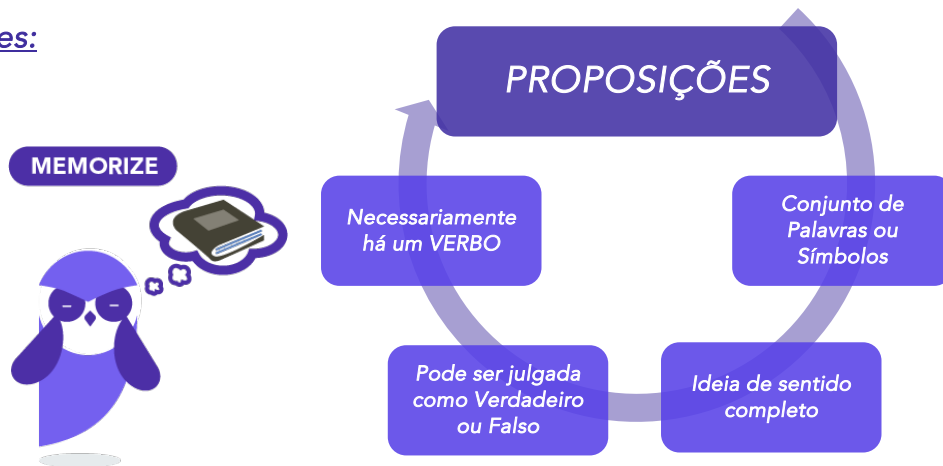 es:
PROPOSIÇÕES
MEMORIZE
Necessariamente
há um VERBO
Conjunto de
Palavras ou
Símbolos
Pode ser julgada
como Verdadeiro
ou Falso
Ideia de sentido
completo